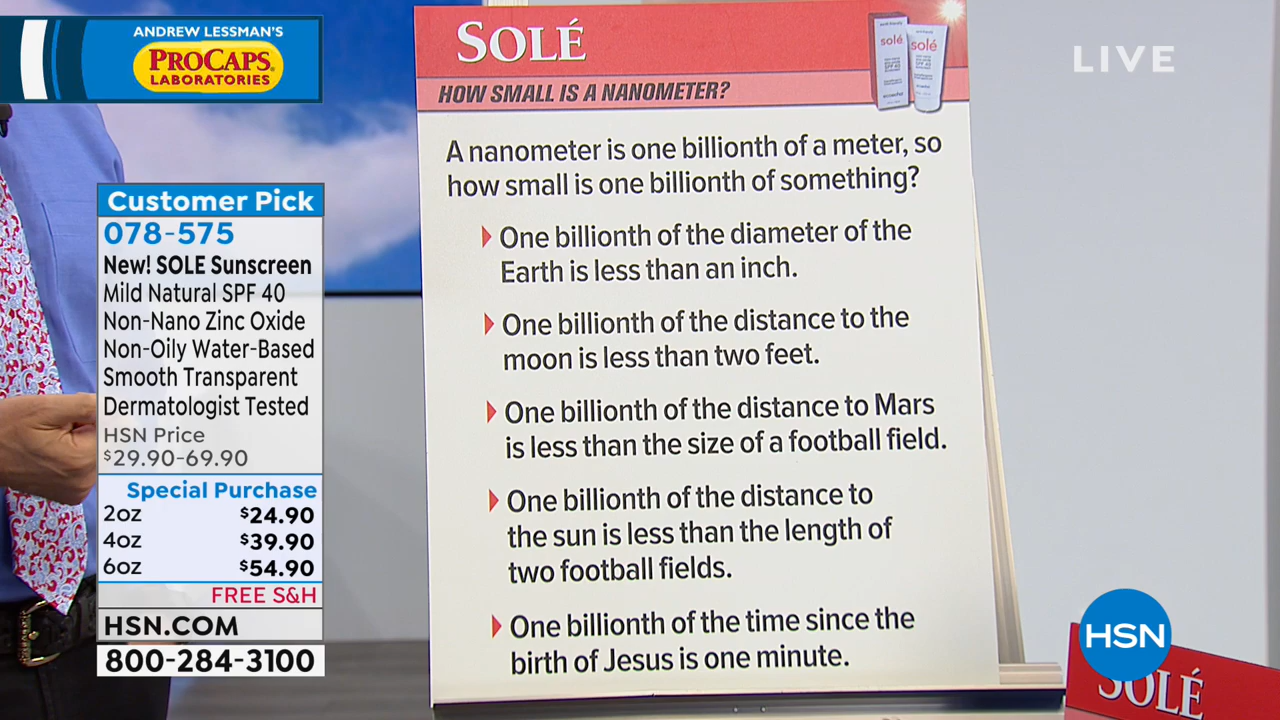 ANDREW LESSMAN'S
PROCAPS
LABORATORIES
Customer Pick
078-575
New! SOLE Sunscreen
Mild Natural SPF 40
Non-Nano Zinc Oxide
Non-Oily Water-Based
Smooth Transparent
Dermatologist Tested
HSN Price
$29.90-69.90
Special Purchase
2oz $24.90
4oz $39.90
6oz $54.90
FREE S&H
HSN.COM
800-284-3100
SOLÉ
HOW SMALL IS A NANOMETER?
solé
solé
A nanometer is one billionth of a meter, so
how small is one billionth of something?
One billionth of the diameter of the
Earth is less than an inch.
One billionth of the distance to the
moon is less than two feet.
One billionth of the distance to Mars
is less than the size of a football field.
One billionth of the distance to
the sun is less than the length of
two football fields.
One billionth of the time since the
birth of Jesus is one minute.
LIVE
HSN
SOLÉ